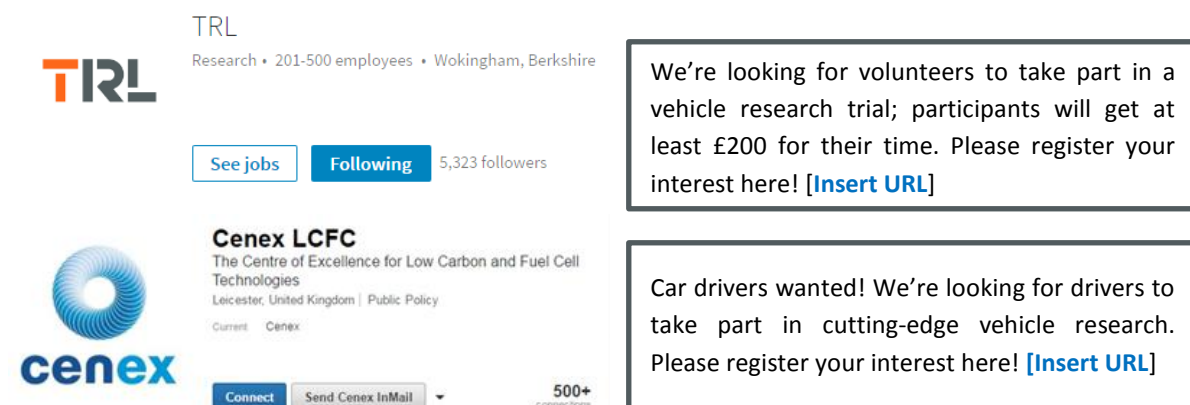 TRL
Research • 201-500 employees • Wokingham, Berkshire
TRL
See jobs
Following
5,323 followers
We’re looking for volunteers to take part in a
vehicle research trial; participants will get at
least £200 for their time. Please register your
interest here! [Insert URL]
Cenex LCFC
The Centre of Excellence for Low Carbon and Fuel Cell
Technologies
Leicester, United Kingdom | Public Policy
Current Cenex
cenex
Connect
Send Cenex InMail
500+
connections
Car drivers wanted! We’re looking for drivers to
take part in cutting-edge vehicle research.
Please register your interest here! [Insert URL]